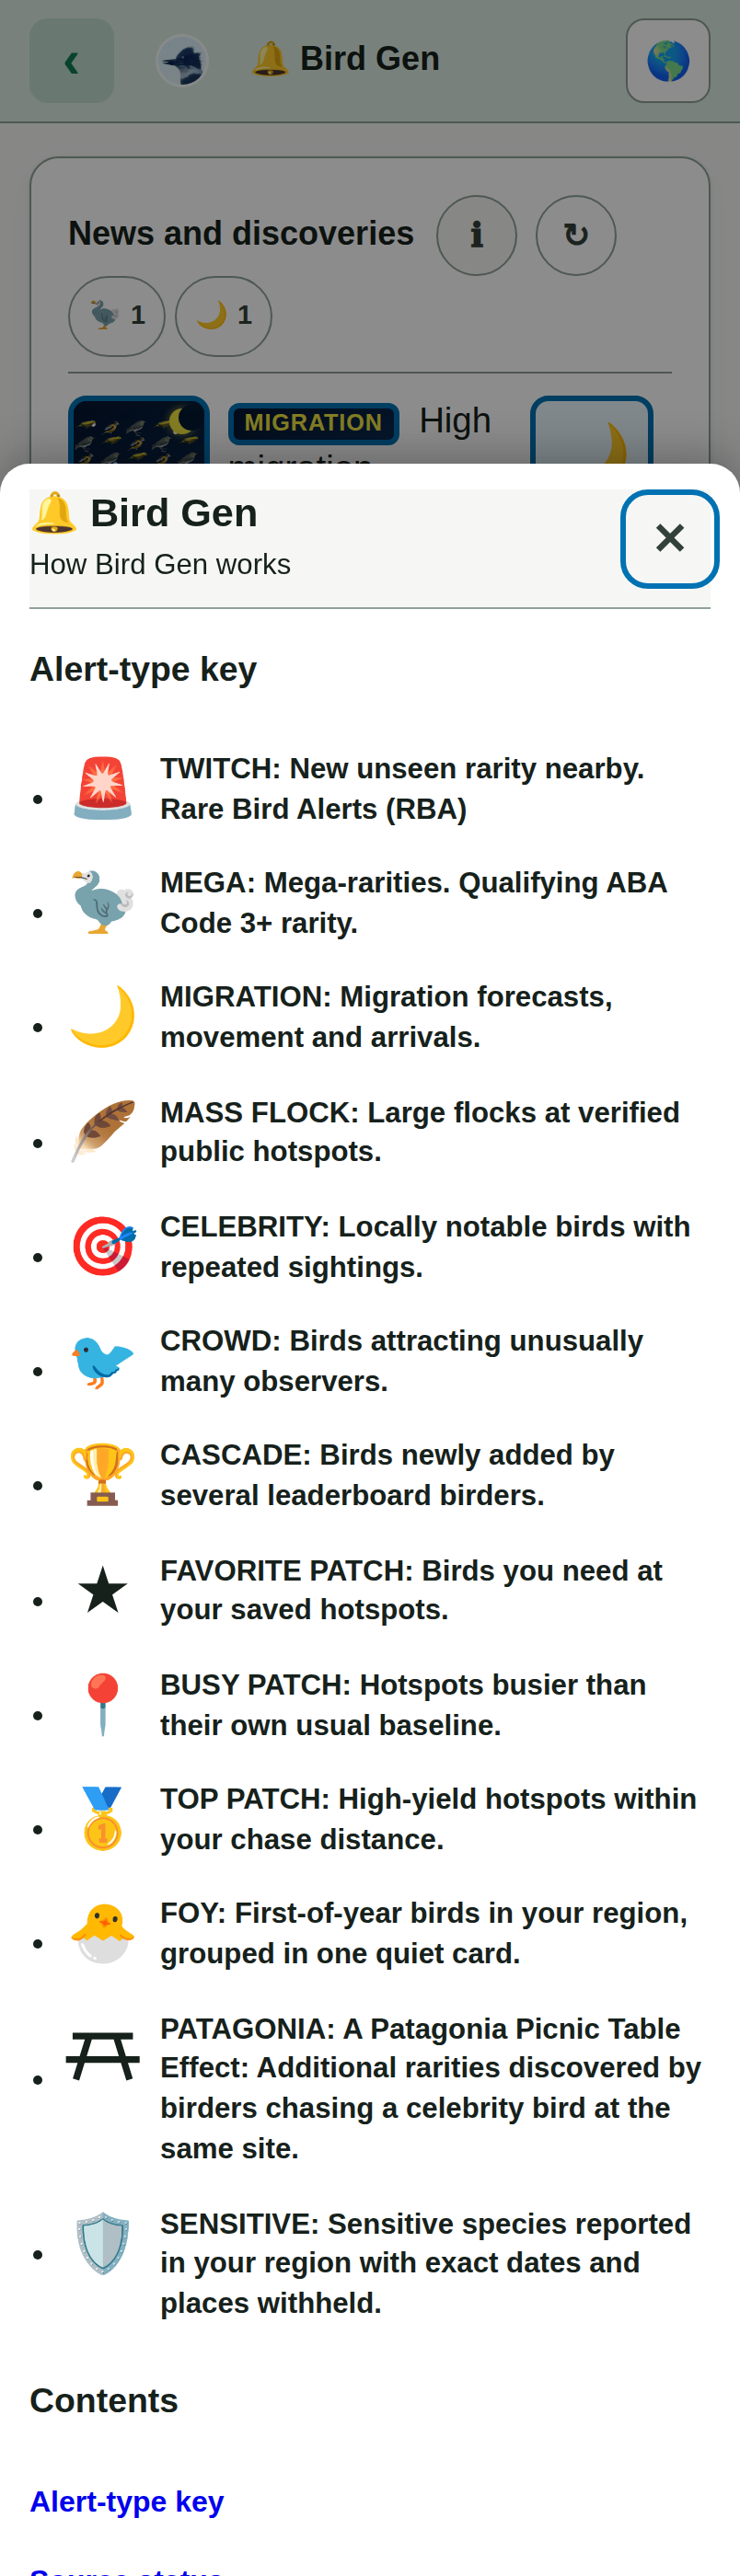 ‹ 🔔 Bird Gen 🌎
News and discoveries ℹ ↻
🦤 1 🌙 1
MIGRATION High
migration
🔔 Bird Gen
How Bird Gen works
✕
Alert-type key
TWITCH: New unseen rarity nearby.
Rare Bird Alerts (RBA)
MEGA: Mega-rarities. Qualifying ABA
Code 3+ rarity.
MIGRATION: Migration forecasts,
movement and arrivals.
MASS FLOCK: Large flocks at verified
public hotspots.
CELEBRITY: Locally notable birds with
repeated sightings.
CROWD: Birds attracting unusually
many observers.
CASCADE: Birds newly added by
several leaderboard birders.
FAVORITE PATCH: Birds you need at
your saved hotspots.
BUSY PATCH: Hotspots busier than
their own usual baseline.
TOP PATCH: High-yield hotspots within
your chase distance.
FOY: First-of-year birds in your region,
grouped in one quiet card.
PATAGONIA: A Patagonia Picnic Table
Effect: Additional rarities discovered by
birders chasing a celebrity bird at the
same site.
SENSITIVE: Sensitive species reported
in your region with exact dates and
places withheld.
Contents
Alert-type key
Source status